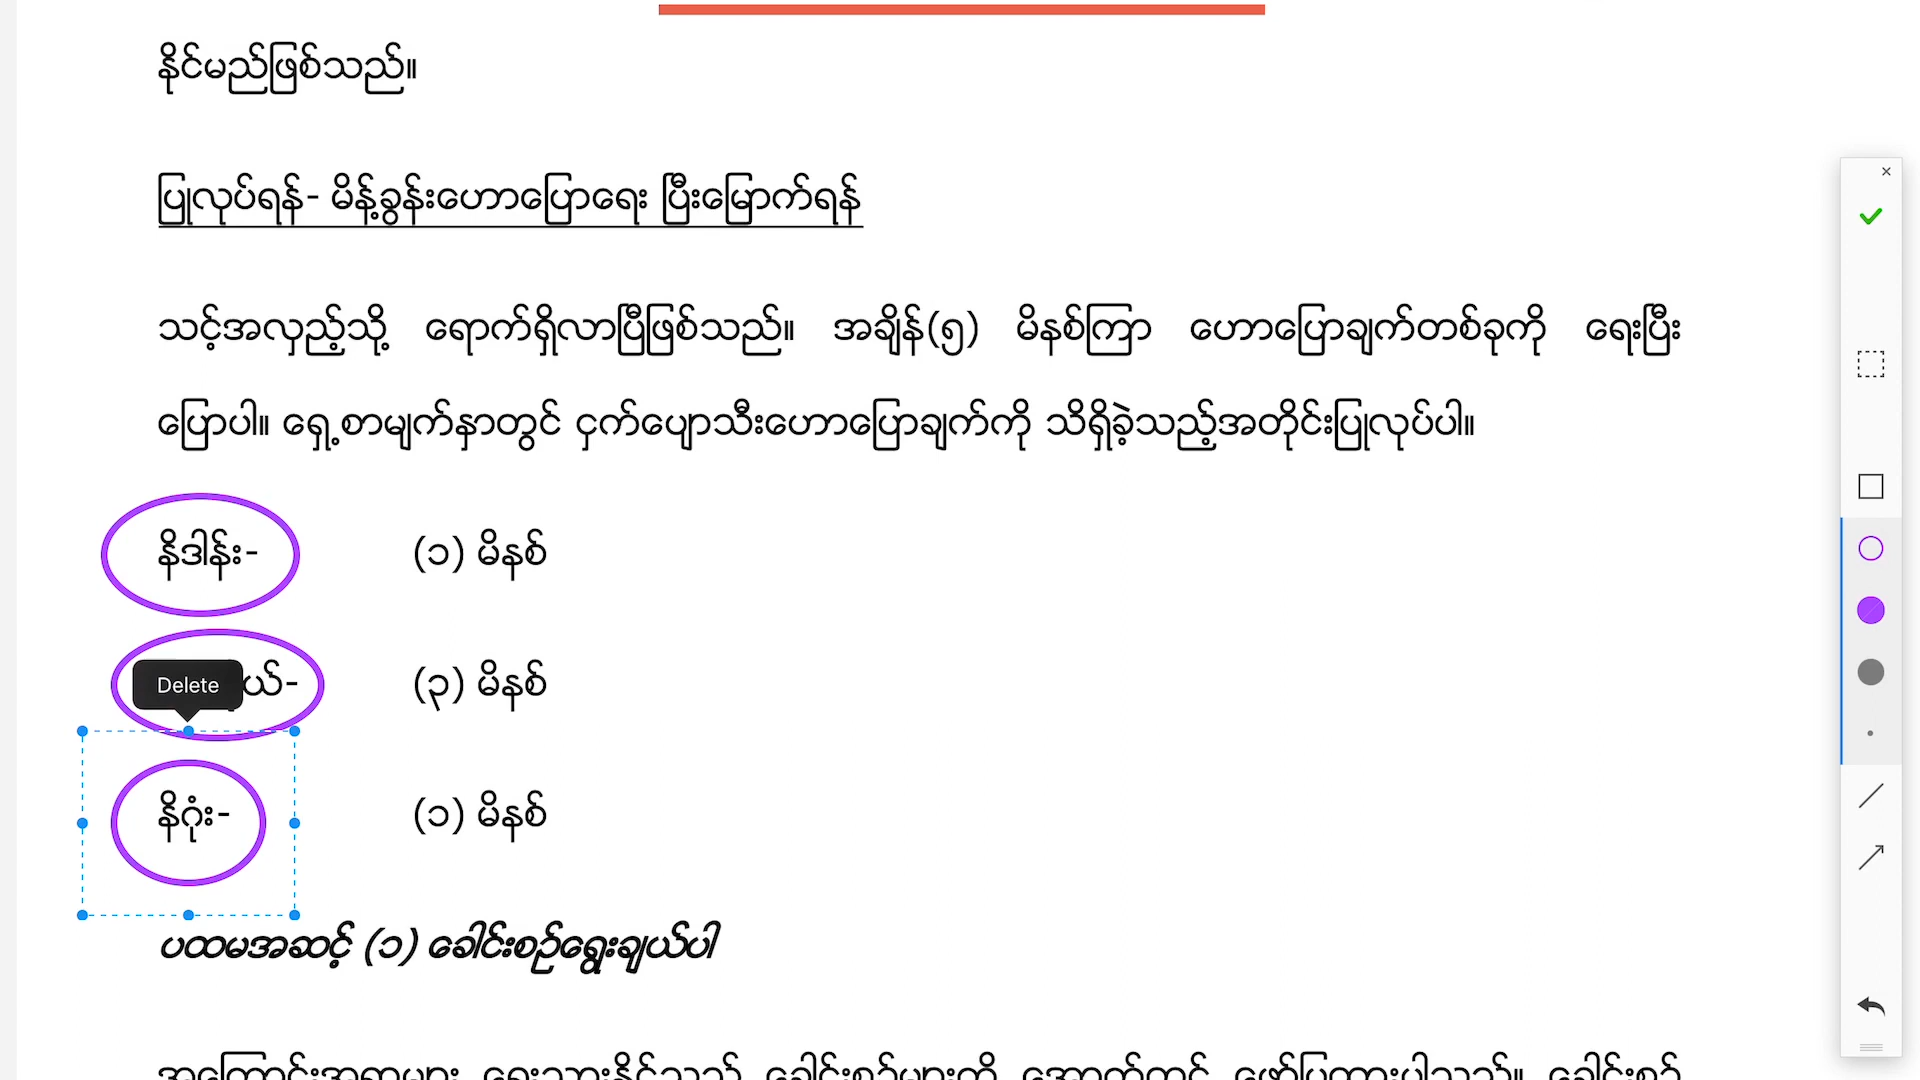 နိုင်မည်ဖြစ်သည်။
ပြုလုပ်ရန်- မိန့်ခွန်းဟောပြောရေး ပြီးမြောက်ရန်
သင့်အလှည့်သို့ ရောက်ရှိလာပြီဖြစ်သည်။ အချိန်(၅) မိနစ်ကြာ ဟောပြောချက်တစ်ခုကို ရေးပြီး
ပြောပါ။ ရှေ့စာမျက်နှာတွင် ငှက်ပျောသီးဟောပြောချက်ကို သိရှိခဲ့သည့်အတိုင်းပြုလုပ်ပါ။
နိဒါန်း- (၁) မိနစ်
Delete ယ်- (၃) မိနစ်
နိဂုံး- (၁) မိနစ်
ပထမအဆင့် (၁) ခေါင်းစဉ်ရွေးချယ်ပါ